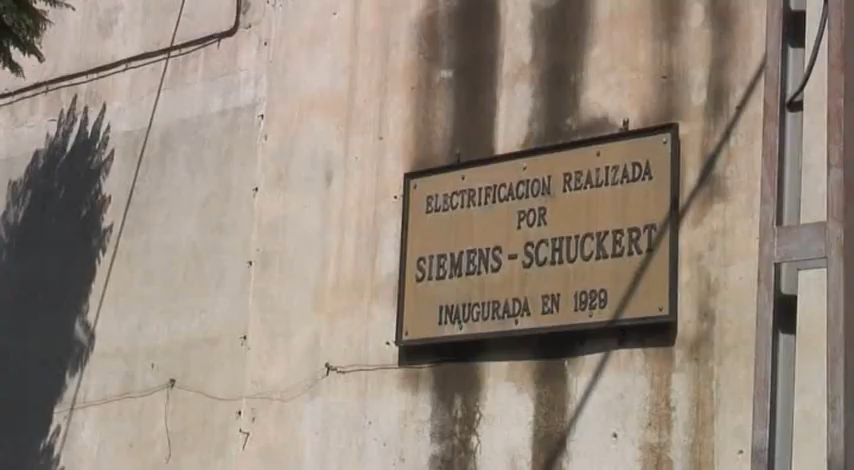 ELECTRIFICACION REALIZADA
POR
SIEMENS-SCHUCKERT
INAUGURADA EN 1929